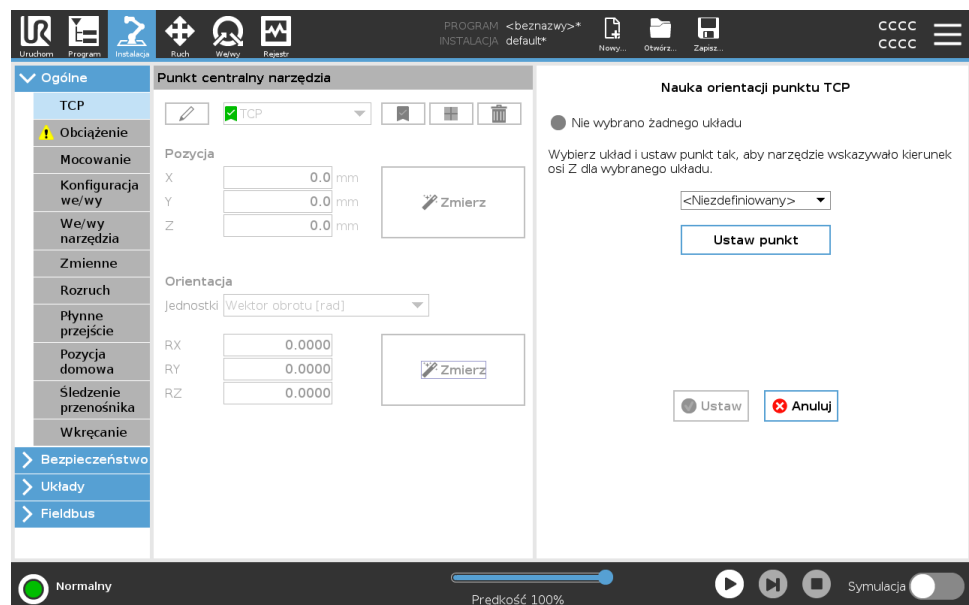 UR
PROGRAM <beznazwy>*
INSTALACJA default*
CCCC
CCCC
Uruchom Program Instalacja Ruch We/wy Rejestr Nowy... Otwórz... Zapisz...
Ogólne
TCP
Obciążenie
Mocowanie
Konfiguracja
we/wy
We/wy
narzędzia
Zmienne
Rozruch
Płynne
przejście
Pozycja
domowa
Śledzenie
przenośnika
Wkręcanie
Bezpieczeństwo
Układy
Fieldbus
Punkt centralny narzędzia
TCP
Pozycja
X 0.0 mm
Y 0.0 mm
Z 0.0 mm
Zmierz
Orientacja
Jednostki Wektor obrotu [rad]
RX 0.0000
RY 0.0000
RZ 0.0000
Zmierz
Nauka orientacji punktu TCP
Nie wybrano żadnego układu
Wybierz układ i ustaw punkt tak, aby narzędzie wskazywało kierunek
osi Z dla wybranego układu.
<Niezdefiniowany>
Ustaw punkt
Ustaw Anuluj
Normalny
Prędkość 100%
Symulacja